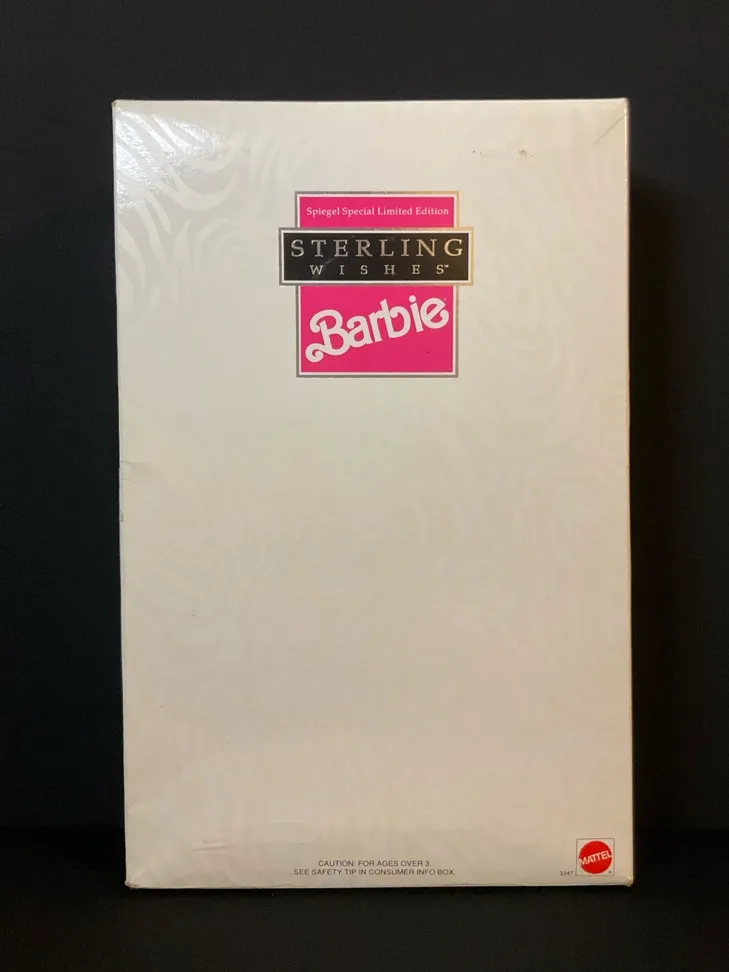 Spiegel Special Limited Edition
STERLING
WISHES™
Barbie®
CAUTION: FOR AGES OVER 3.
SEE SAFETY TIP IN CONSUMER INFO BOX.
MATTEL
3347 ®